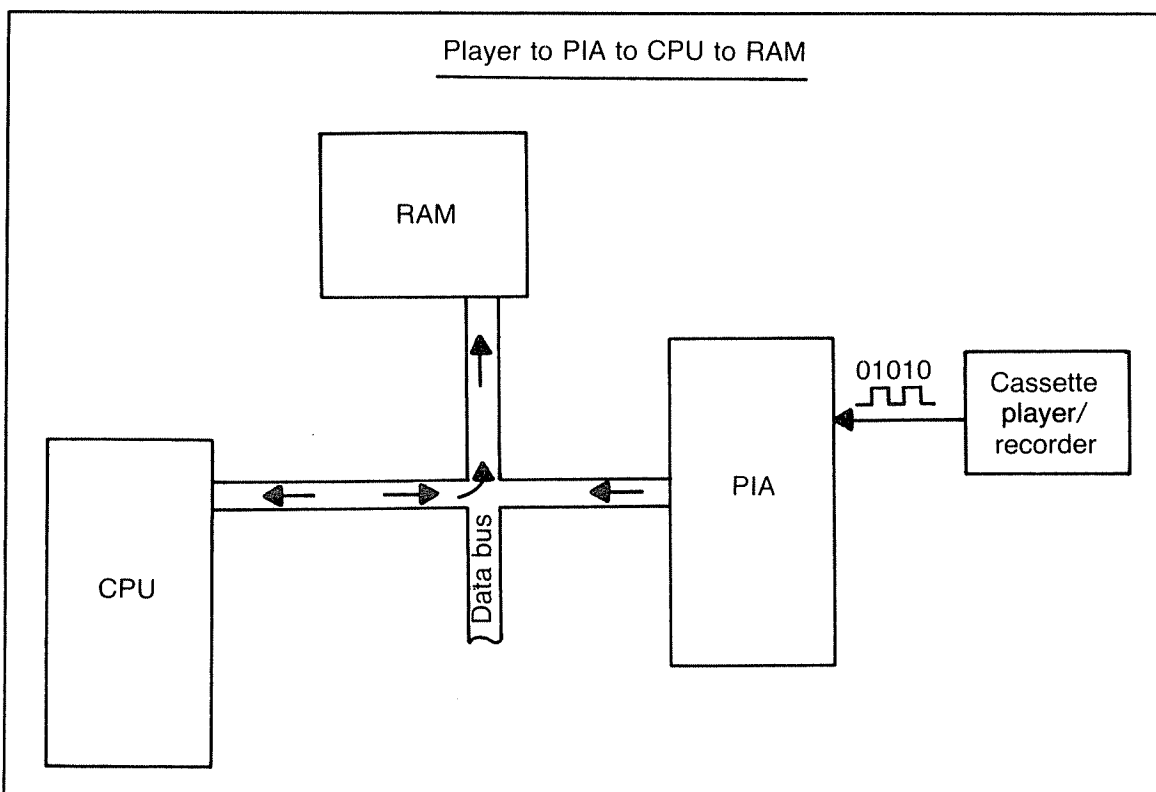 Player to PIA to CPU to RAM
RAM
01010
Cassette
player/
recorder
PIA
CPU
Data bus